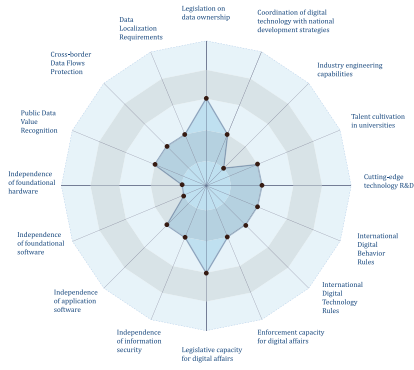 Legislation on
data ownership
Coordination of digital
technology with national
development strategies
Industry engineering
capabilities
Talent cultivation
in universities
Cutting-edge
technology R&D
International
Digital
Behavior
Rules
International
Digital
Technology
Rules
Enforcement capacity
for digital affairs
Legislative capacity
for digital affairs
Independence
of information
security
Independence
of application
software
Independence
of foundational
software
Independence
of foundational
hardware
Public Data
Value
Recognition
Cross-border
Data Flows
Protection
Data
Localization
Requirements